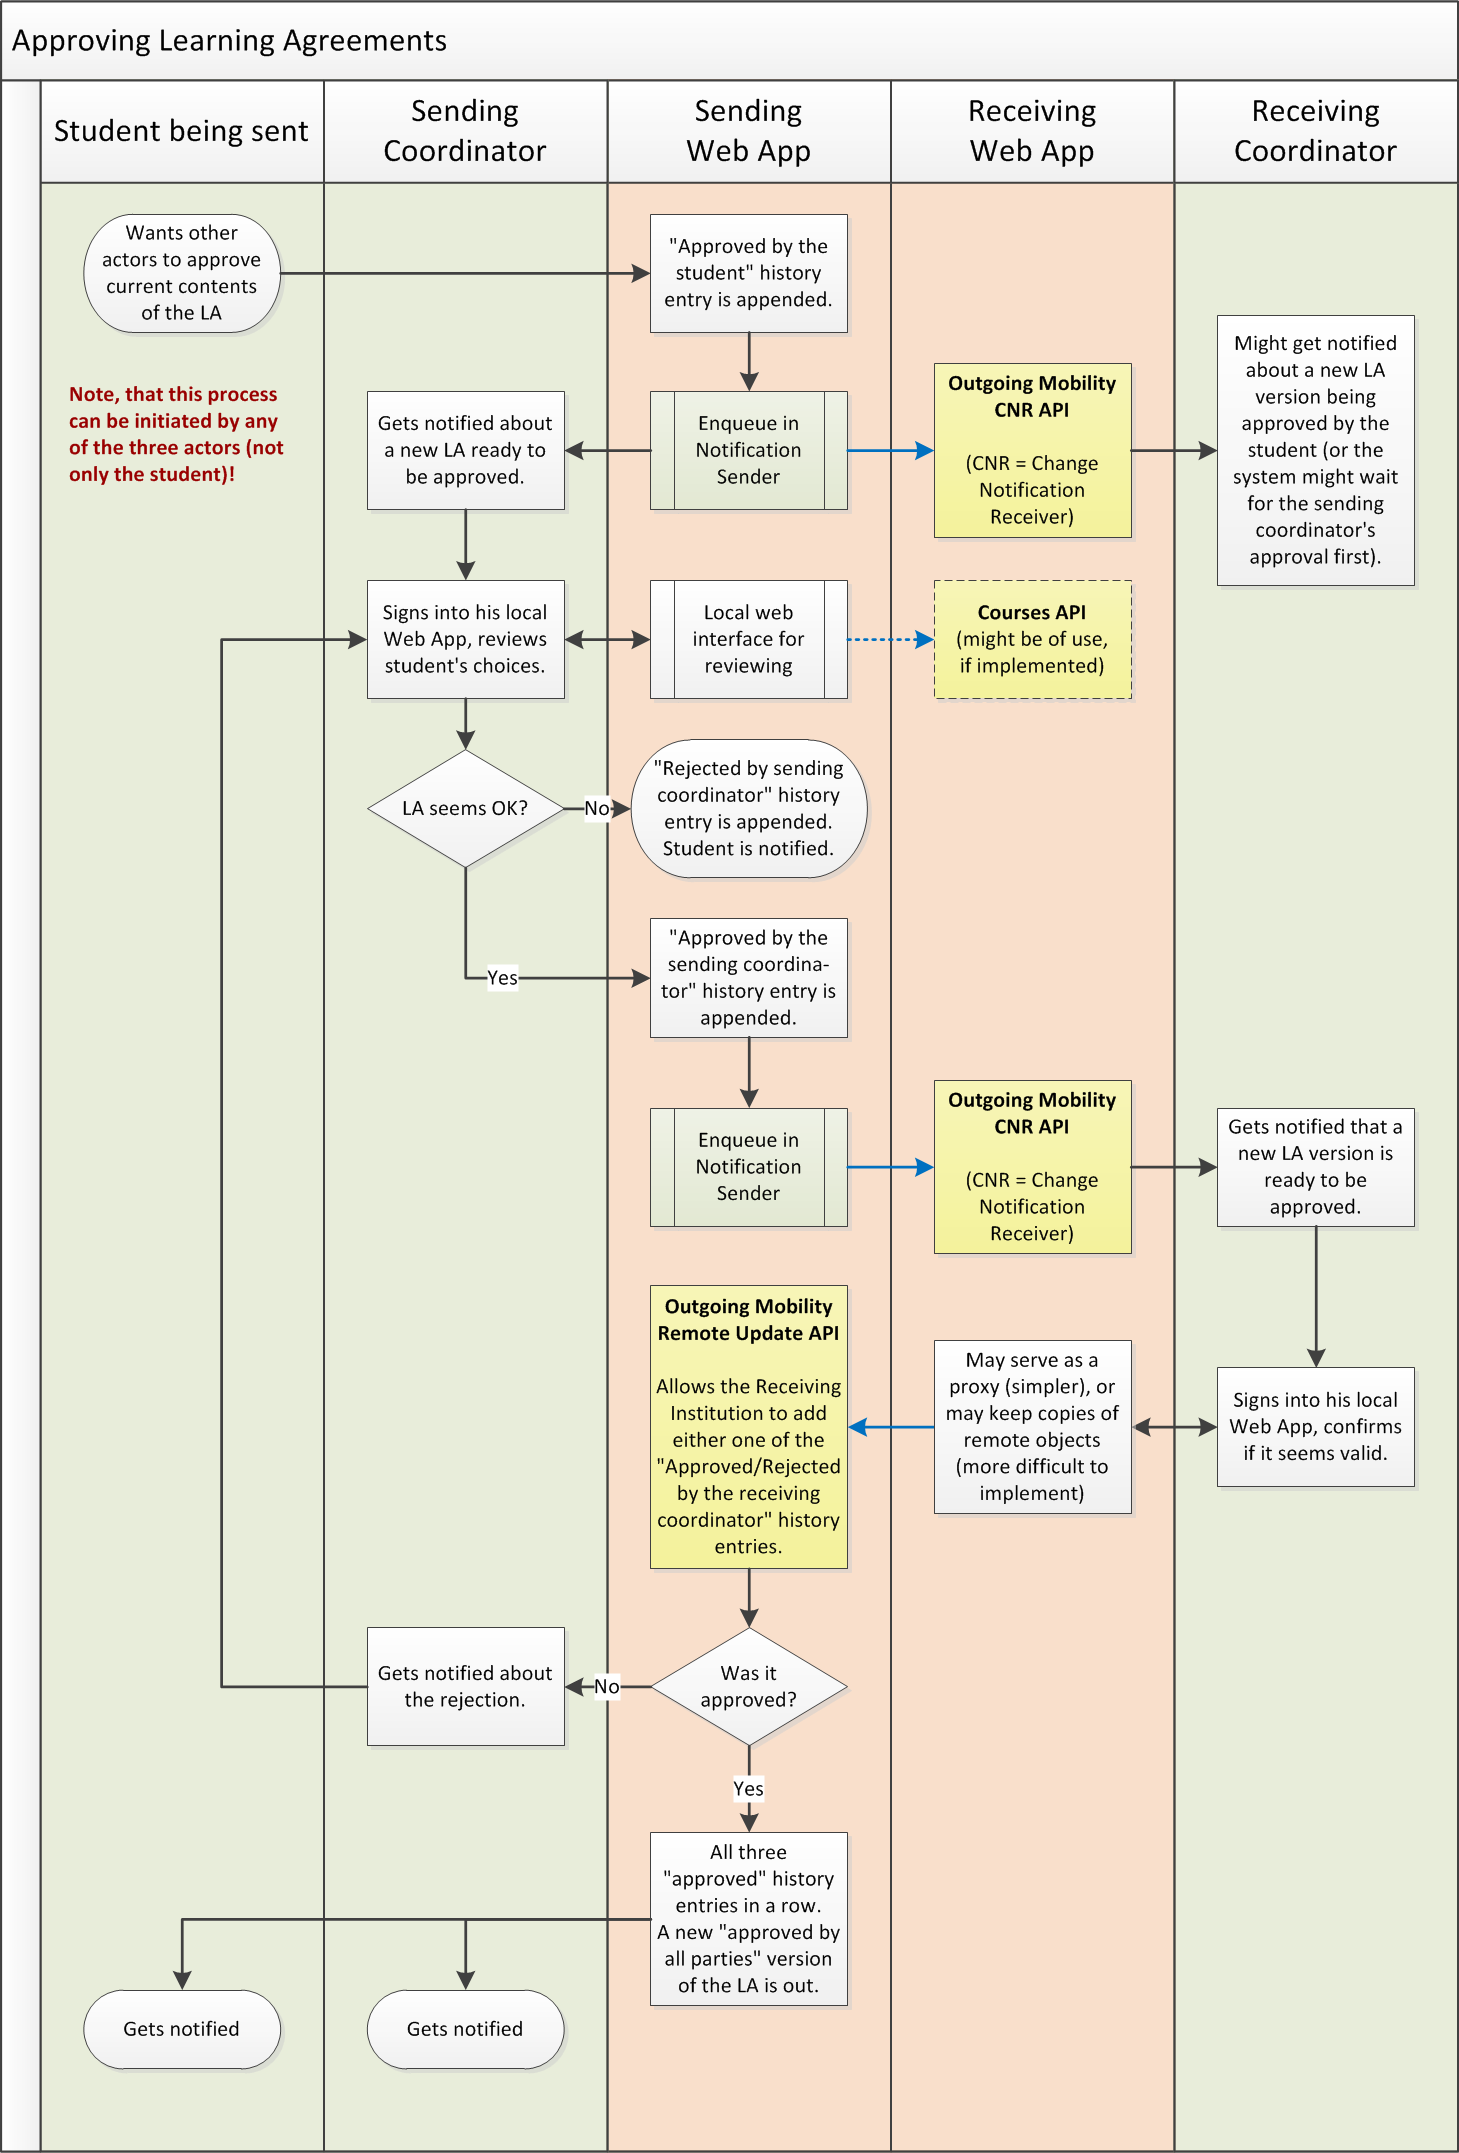 Approving Learning Agreements
Student being sent
Sending
Coordinator
Sending
Web App
Receiving
Web App
Receiving
Coordinator
Wants other
actors to approve
current contents
of the LA
"Approved by the
student" history
entry is appended.
Note, that this process
can be initiated by any
of the three actors (not
only the student)!
Gets notified about
a new LA ready to
be approved.
Enqueue in
Notification
Sender
Outgoing Mobility
CNR API
(CNR = Change
Notification
Receiver)
Might get notified
about a new LA
version being
approved by the
student (or the
system might wait
for the sending
coordinator's
approval first).
Signs into his local
Web App, reviews
student's choices.
Local web
interface for
reviewing
Courses API
(might be of use,
if implemented)
LA seems OK?
No
"Rejected by sending
coordinator" history
entry is appended.
Student is notified.
Yes
"Approved by the
sending coordina-
tor" history entry is
appended.
Enqueue in
Notification
Sender
Outgoing Mobility
CNR API
(CNR = Change
Notification
Receiver)
Gets notified that a
new LA version is
ready to be
approved.
Outgoing Mobility
Remote Update API
Allows the Receiving
Institution to add
either one of the
"Approved/Rejected
by the receiving
coordinator" history
entries.
May serve as a
proxy (simpler), or
may keep copies of
remote objects
(more difficult to
implement)
Signs into his local
Web App, confirms
if it seems valid.
Gets notified about
the rejection.
No
Was it
approved?
Yes
All three
"approved" history
entries in a row.
A new "approved by
all parties" version
of the LA is out.
Gets notified
Gets notified